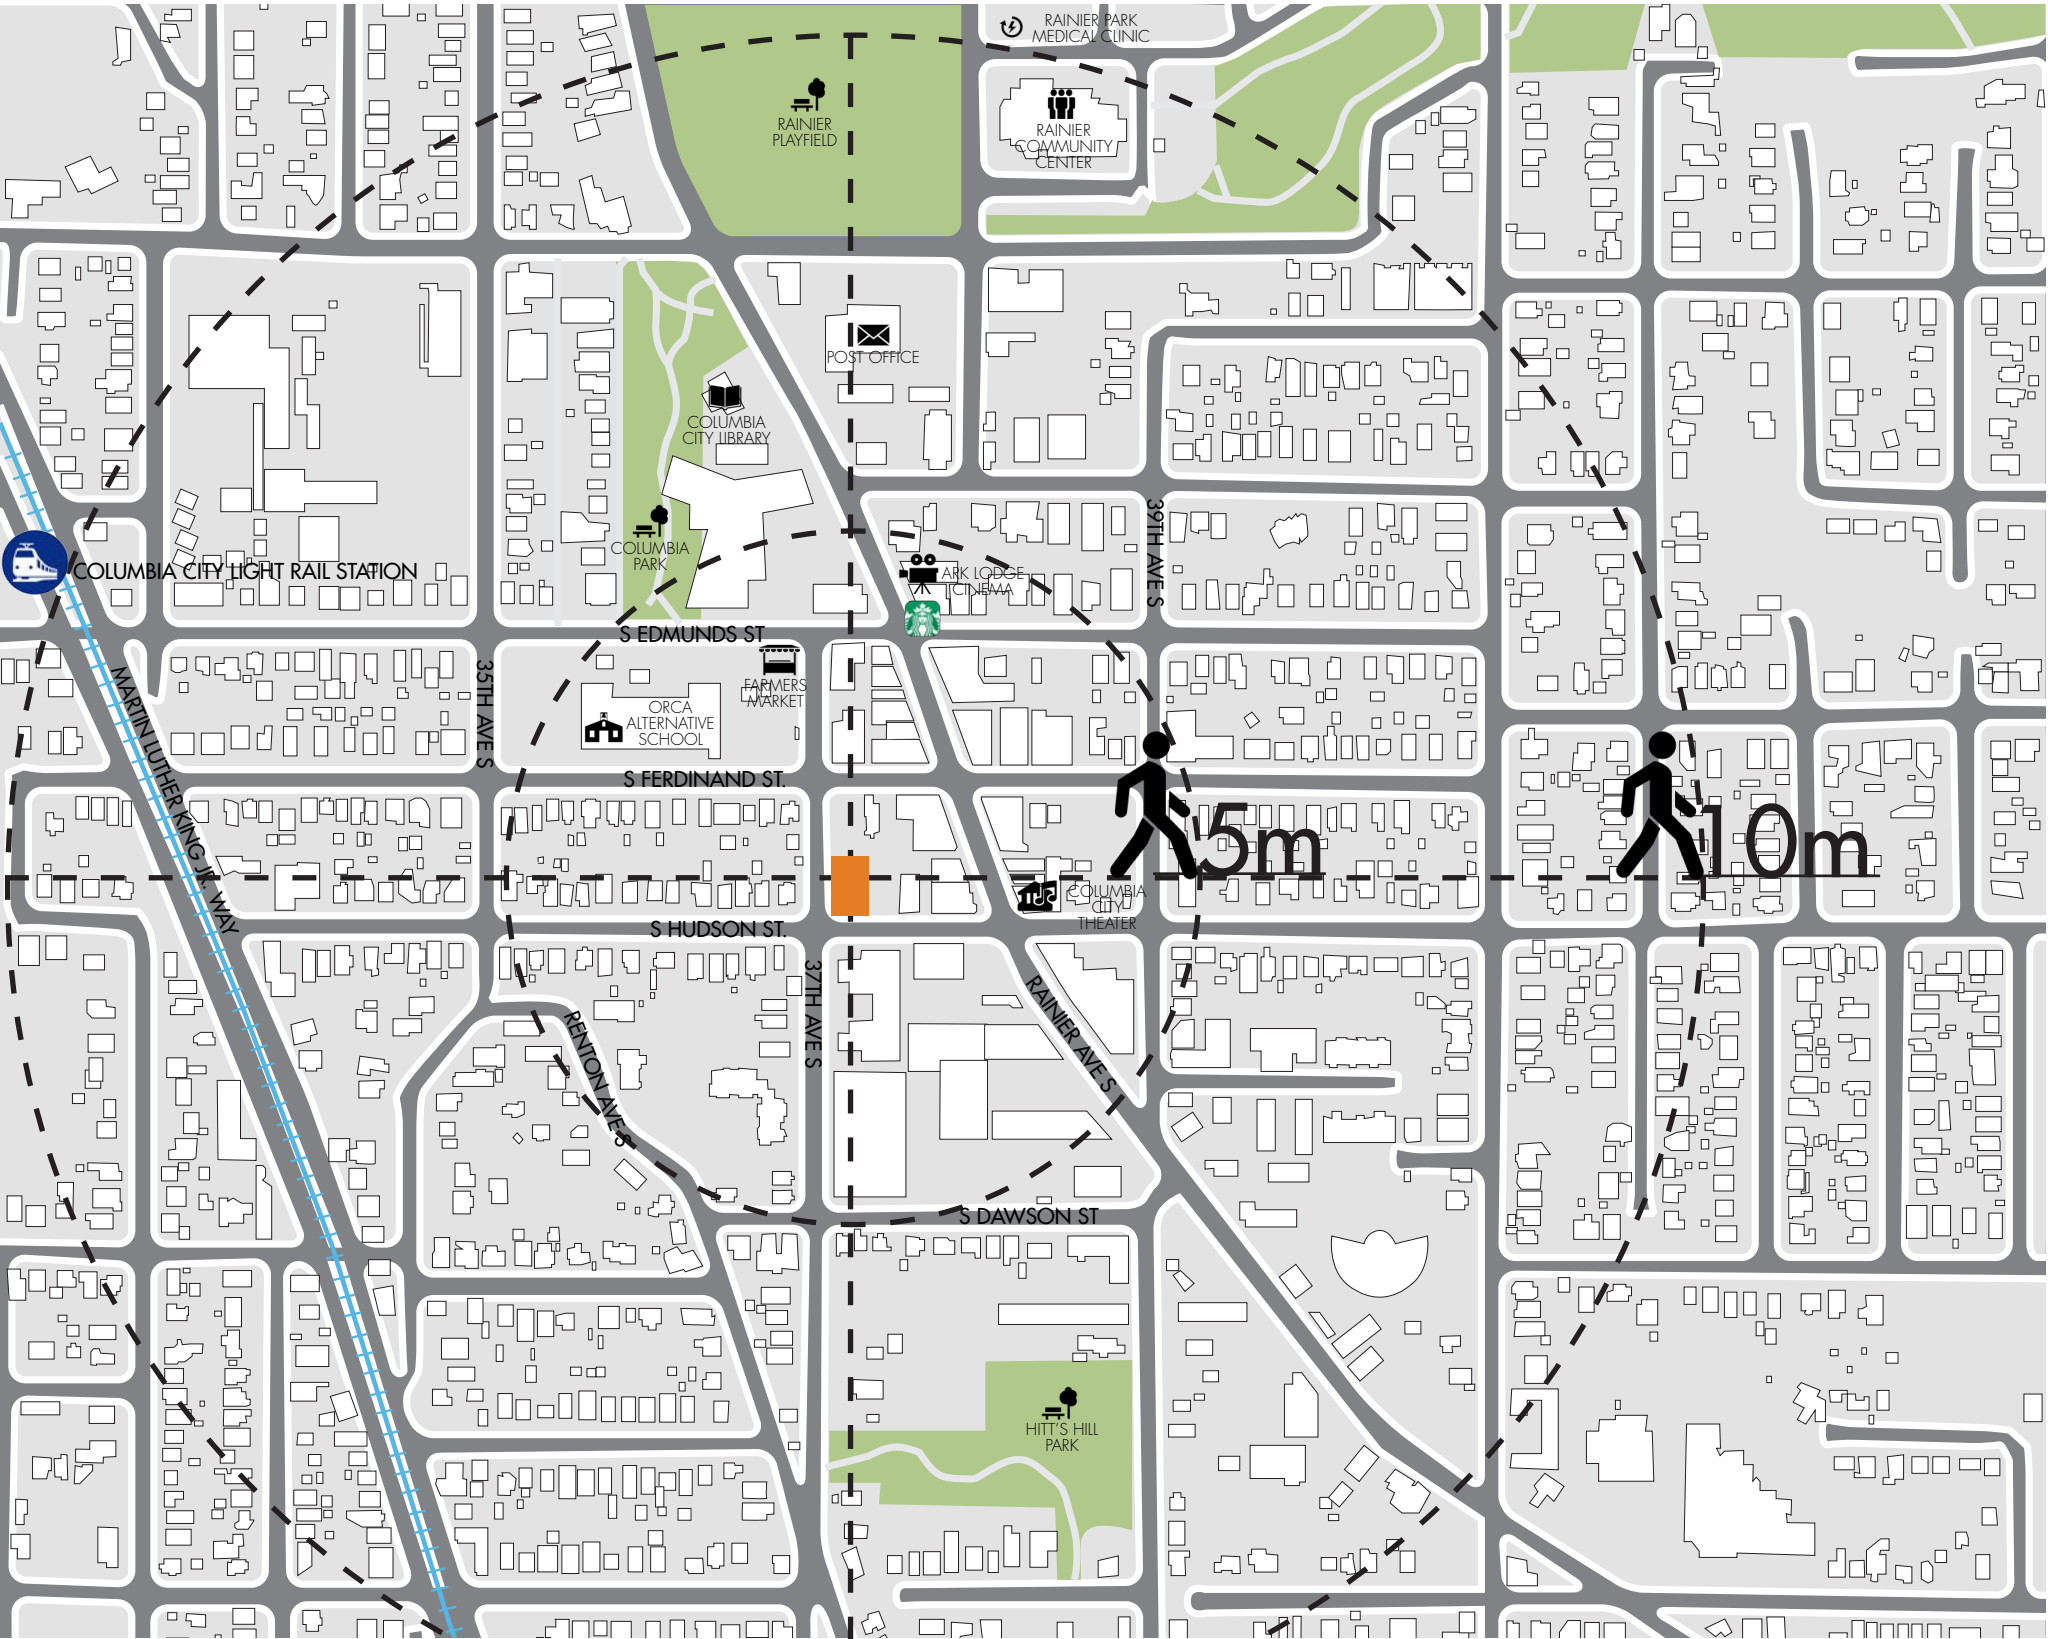 RAINIER PARK
MEDICAL CLINIC
RAINIER
PLAYFIELD
RAINIER
COMMUNITY
CENTER
POST OFFICE
COLUMBIA
CITY LIBRARY
39TH AVE S
COLUMBIA
PARK
COLUMBIA CITY LIGHT RAIL STATION
ARK LODGE
CINEMA
S EDMUNDS ST
35TH AVE S
MARTIN LUTHER KING JR. WAY
FARMERS
MARKET
ORCA
ALTERNATIVE
SCHOOL
S FERDINAND ST.
5m
10m
COLUMBIA
CITY
THEATER
S HUDSON ST.
37TH AVE S
RAINIER AVE S
RENTON AVE S
S DAWSON ST
HITT'S HILL
PARK